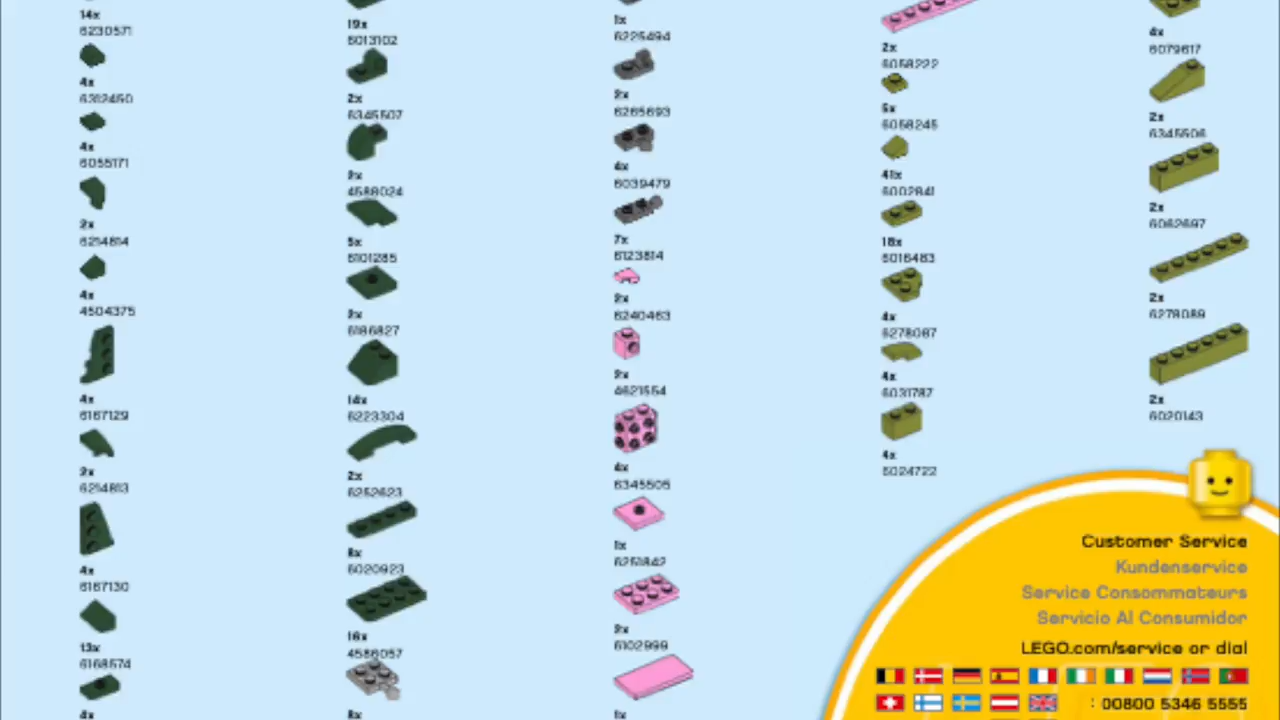 14x
6230571
4x
6312450
4x
6055171
2x
6214814
4x
4504375
4x
6167129
2x
6214813
4x
6167130
13x
6168574
4x
19x
6013102
2x
6345507
2x
4588024
5x
6101285
2x
6186827
14x
6223304
2x
6252623
8x
6020923
16x
4586057
8x
1x
6225494
2x
6265693
4x
6039479
7x
6123814
2x
6240463
2x
4621554
4x
6345505
1x
6251842
2x
6102999
1x
2x
6058222
5x
6058245
41x
6002841
18x
6016483
4x
6278087
4x
6031787
4x
6024722
4x
6079617
2x
6345506
2x
6062697
2x
6278089
2x
6020143
Customer Service
Kundenservice
Service Consommateurs
Servicio Al Consumidor
LEGO.com/service or dial
: 00800 5346 5555